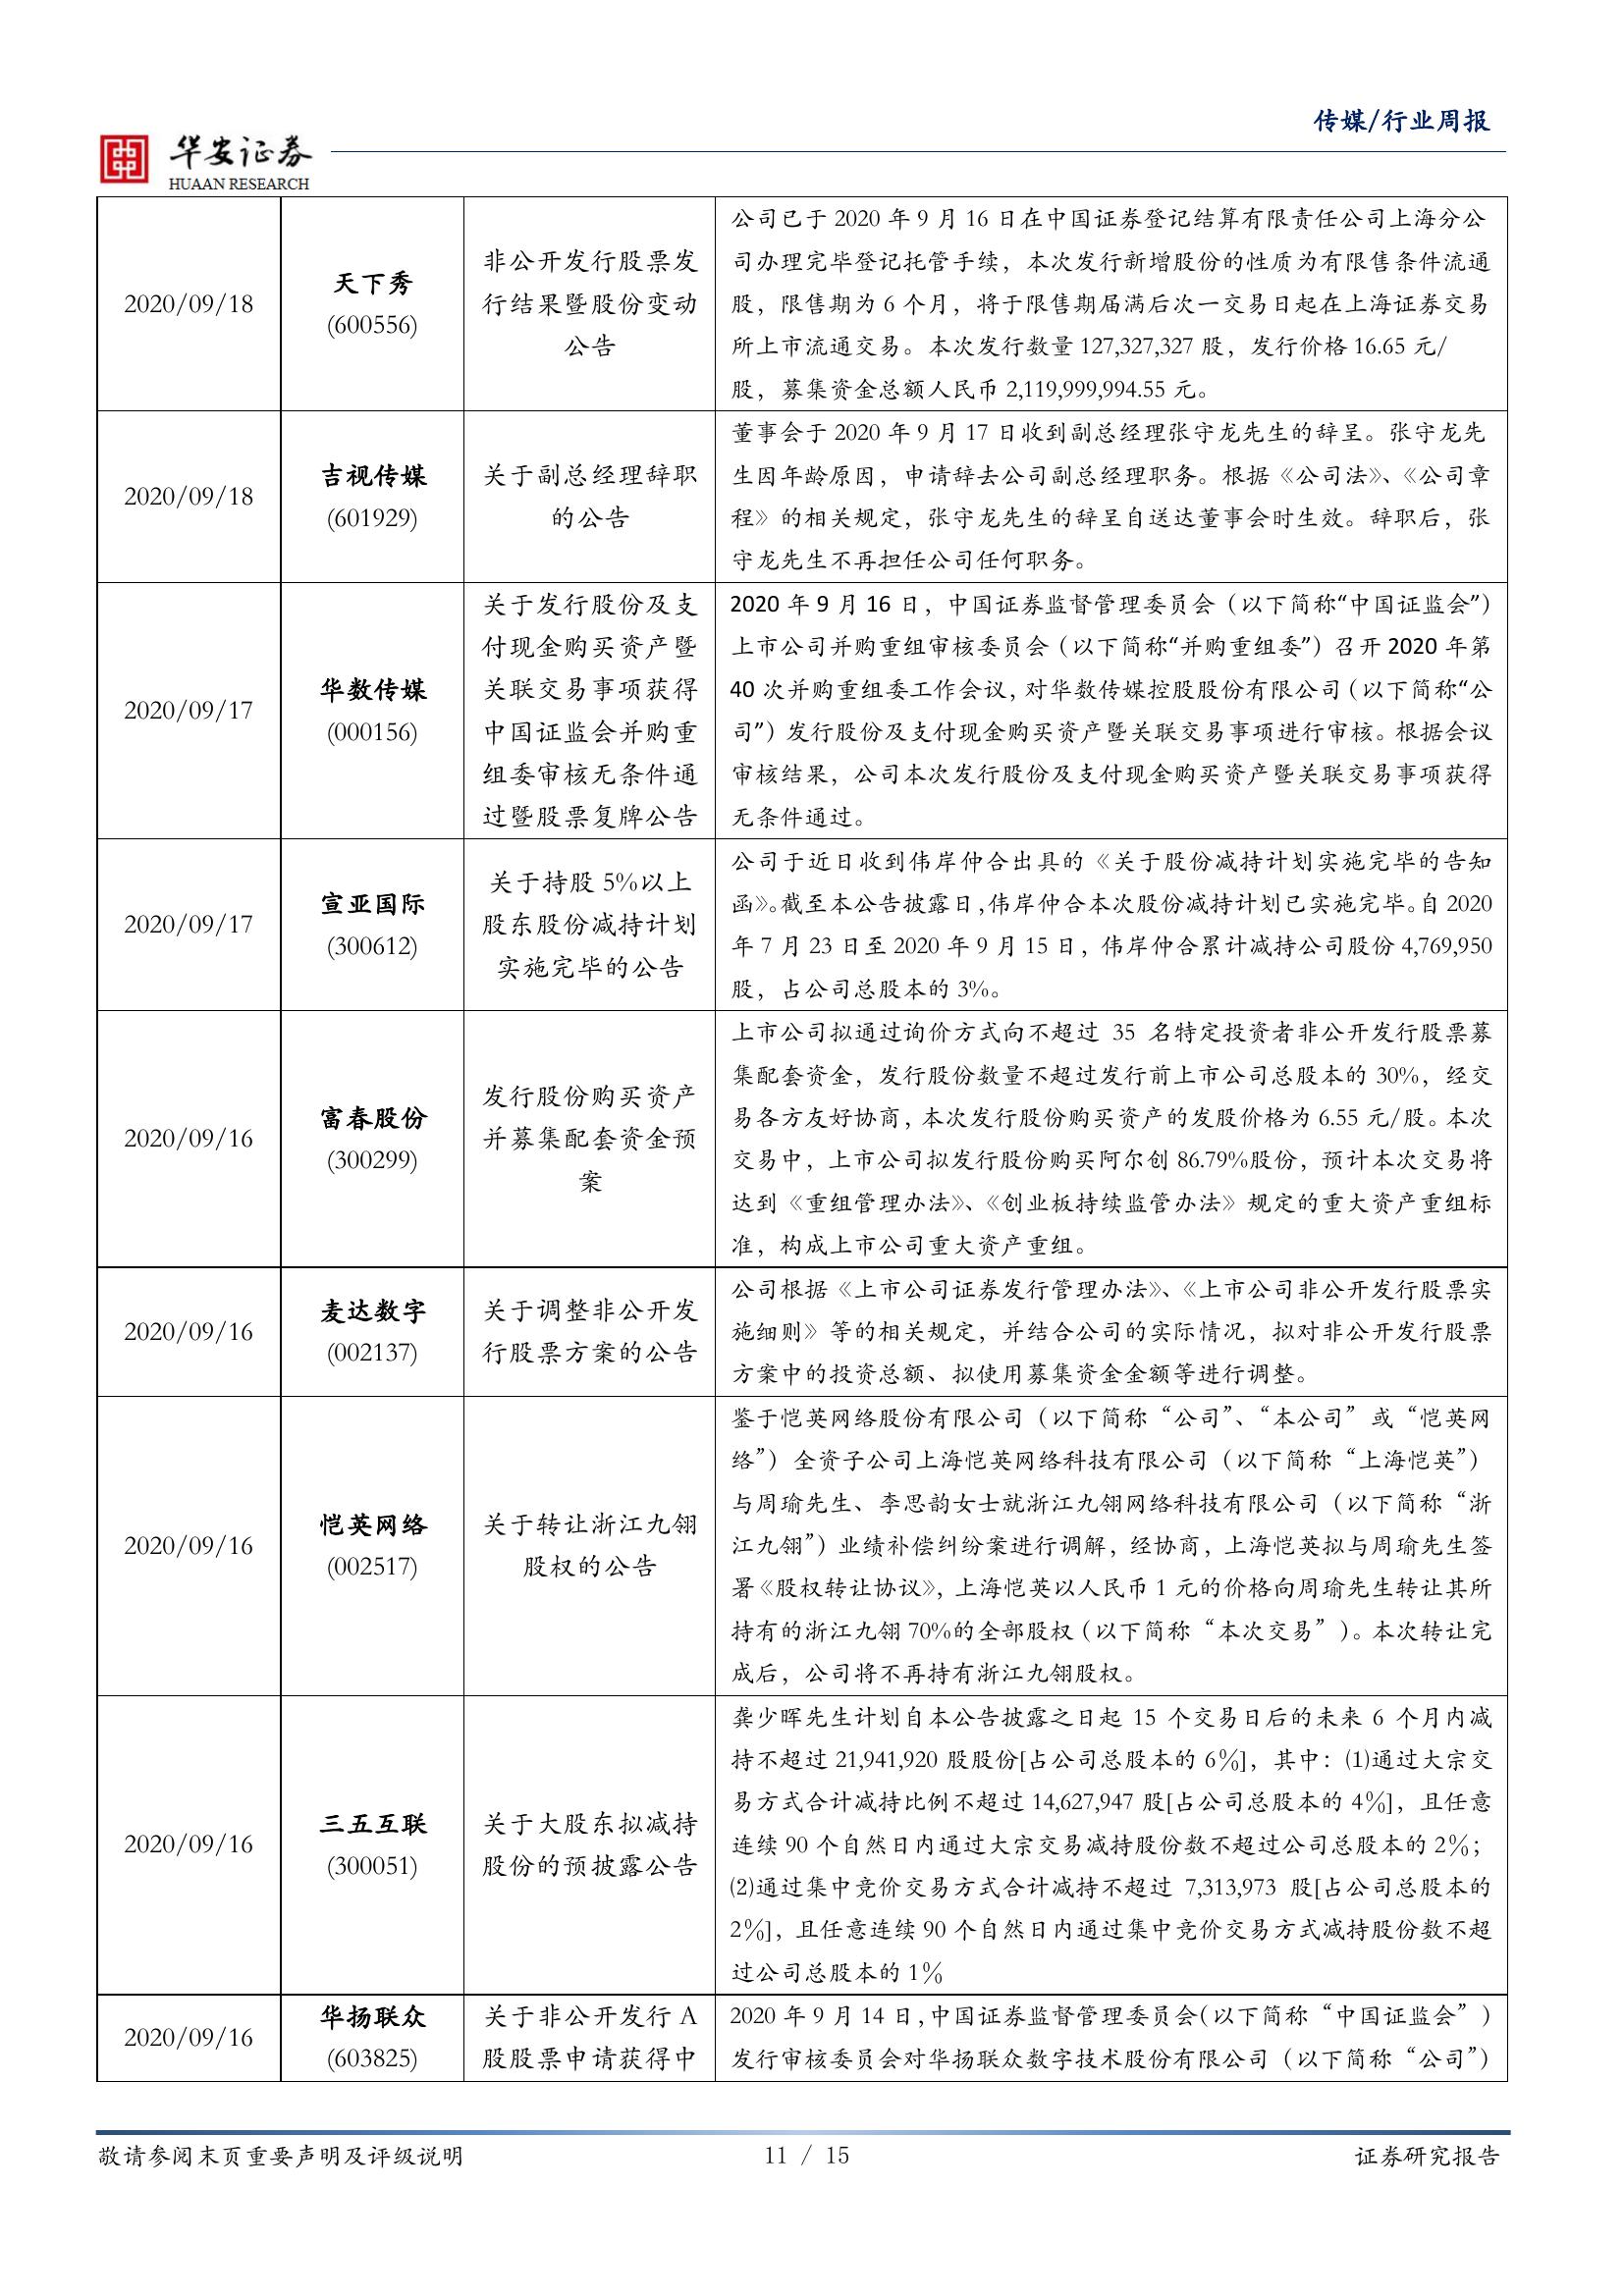 传媒/行业周报
华安证券
HUAAN RESEARCH
2020/09/18
天下秀
(600556)
非公开发行股票发
行结果暨股份变动
公告
公司已于 2020 年 9 月 16 日在中国证券登记结算有限责任公司上海分公
司办理完毕登记托管手续，本次发行新增股份的性质为有限售条件流通
股，限售期为 6 个月，将于限售期届满后次一交易日起在上海证券交易
所上市流通交易。本次发行数量 127,327,327 股，发行价格 16.65 元/
股，募集资金总额人民币 2,119,999,994.55 元。
2020/09/18
吉视传媒
(601929)
关于副总经理辞职
的公告
董事会于 2020 年 9 月 17 日收到副总经理张守龙先生的辞呈。张守龙先
生因年龄原因，申请辞去公司副总经理职务。根据《公司法》、《公司章
程》的相关规定，张守龙先生的辞呈自送达董事会时生效。辞职后，张
守龙先生不再担任公司任何职务。
2020/09/17
华数传媒
(000156)
关于发行股份及支
付现金购买资产暨
关联交易事项获得
中国证监会并购重
组委审核无条件通
过暨股票复牌公告
2020 年 9 月 16 日，中国证券监督管理委员会（以下简称“中国证监会”）
上市公司并购重组审核委员会（以下简称“并购重组委”）召开 2020 年第
40 次并购重组委工作会议，对华数传媒控股股份有限公司（以下简称“公
司”）发行股份及支付现金购买资产暨关联交易事项进行审核。根据会议
审核结果，公司本次发行股份及支付现金购买资产暨关联交易事项获得
无条件通过。
2020/09/17
宣亚国际
(300612)
关于持股 5%以上
股东股份减持计划
实施完毕的公告
公司于近日收到伟岸仲合出具的《关于股份减持计划实施完毕的告知
函》。截至本公告披露日，伟岸仲合本次股份减持计划已实施完毕。自 2020
年 7 月 23 日至 2020 年 9 月 15 日，伟岸仲合累计减持公司股份 4,769,950
股，占公司总股本的 3%。
2020/09/16
富春股份
(300299)
发行股份购买资产
并募集配套资金预
案
上市公司拟通过询价方式向不超过 35 名特定投资者非公开发行股票募
集配套资金，发行股份数量不超过发行前上市公司总股本的 30%，经交
易各方友好协商，本次发行股份购买资产的发股价格为 6.55 元/股。本次
交易中，上市公司拟发行股份购买阿尔创 86.79%股份，预计本次交易将
达到《重组管理办法》、《创业板持续监管办法》规定的重大资产重组标
准，构成上市公司重大资产重组。
2020/09/16
麦达数字
(002137)
关于调整非公开发
行股票方案的公告
公司根据《上市公司证券发行管理办法》、《上市公司非公开发行股票实
施细则》等的相关规定，并结合公司的实际情况，拟对非公开发行股票
方案中的投资总额、拟使用募集资金金额等进行调整。
2020/09/16
恺英网络
(002517)
关于转让浙江九翎
股权的公告
鉴于恺英网络股份有限公司（以下简称“公司”、“本公司”或“恺英网
络”）全资子公司上海恺英网络科技有限公司（以下简称“上海恺英”）
与周瑜先生、李思韵女士就浙江九翎网络科技有限公司（以下简称“浙
江九翎”）业绩补偿纠纷案进行调解，经协商，上海恺英拟与周瑜先生签
署《股权转让协议》，上海恺英以人民币 1 元的价格向周瑜先生转让其所
持有的浙江九翎 70%的全部股权（以下简称“本次交易”）。本次转让完
成后，公司将不再持有浙江九翎股权。
2020/09/16
三五互联
(300051)
关于大股东拟减持
股份的预披露公告
龚少晖先生计划自本公告披露之日起 15 个交易日后的未来 6 个月内减
持不超过 21,941,920 股股份[占公司总股本的 6%]，其中：⑴通过大宗交
易方式合计减持比例不超过 14,627,947 股[占公司总股本的 4%]，且任意
连续 90 个自然日内通过大宗交易减持股份数不超过公司总股本的 2%；
⑵通过集中竞价交易方式合计减持不超过 7,313,973 股[占公司总股本的
2%]，且任意连续 90 个自然日内通过集中竞价交易方式减持股份数不超
过公司总股本的 1%
2020/09/16
华扬联众
(603825)
关于非公开发行 A
股股票申请获得中
2020 年 9 月 14 日，中国证券监督管理委员会（以下简称“中国证监会”）
发行审核委员会对华扬联众数字技术股份有限公司（以下简称“公司”）
敬请参阅末页重要声明及评级说明
11 / 15
证券研究报告